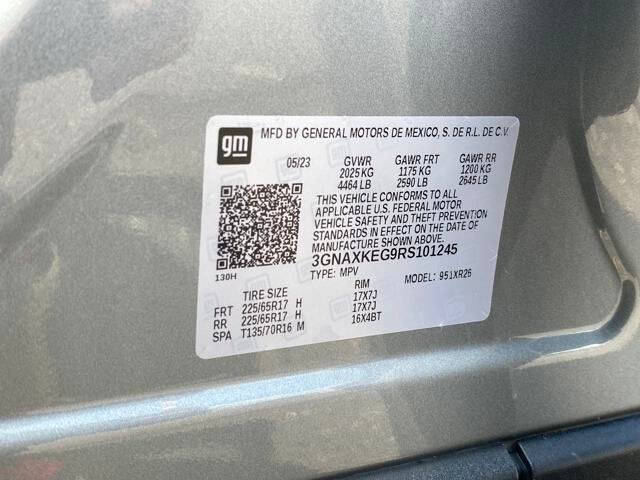 gm MFD BY GENERAL MOTORS DE MEXICO, S. DE R.L. DE C.V.
05/23 GVWR GAWR FRT GAWR RR
2025 KG 1175 KG 1200 KG
4464 LB 2590 LB 2645 LB
THIS VEHICLE CONFORMS TO ALL
APPLICABLE U.S. FEDERAL MOTOR
VEHICLE SAFETY AND THEFT PREVENTION
STANDARDS IN EFFECT ON THE DATE OF
MANUFACTURE SHOWN ABOVE.
3GNAXKEG9RS101245
130H TYPE: MPV MODEL: 951XR26
TIRE SIZE RIM
FRT 225/65R17 H 17X7J
RR 225/65R17 H 17X7J
SPA T135/70R16 M 16X4BT